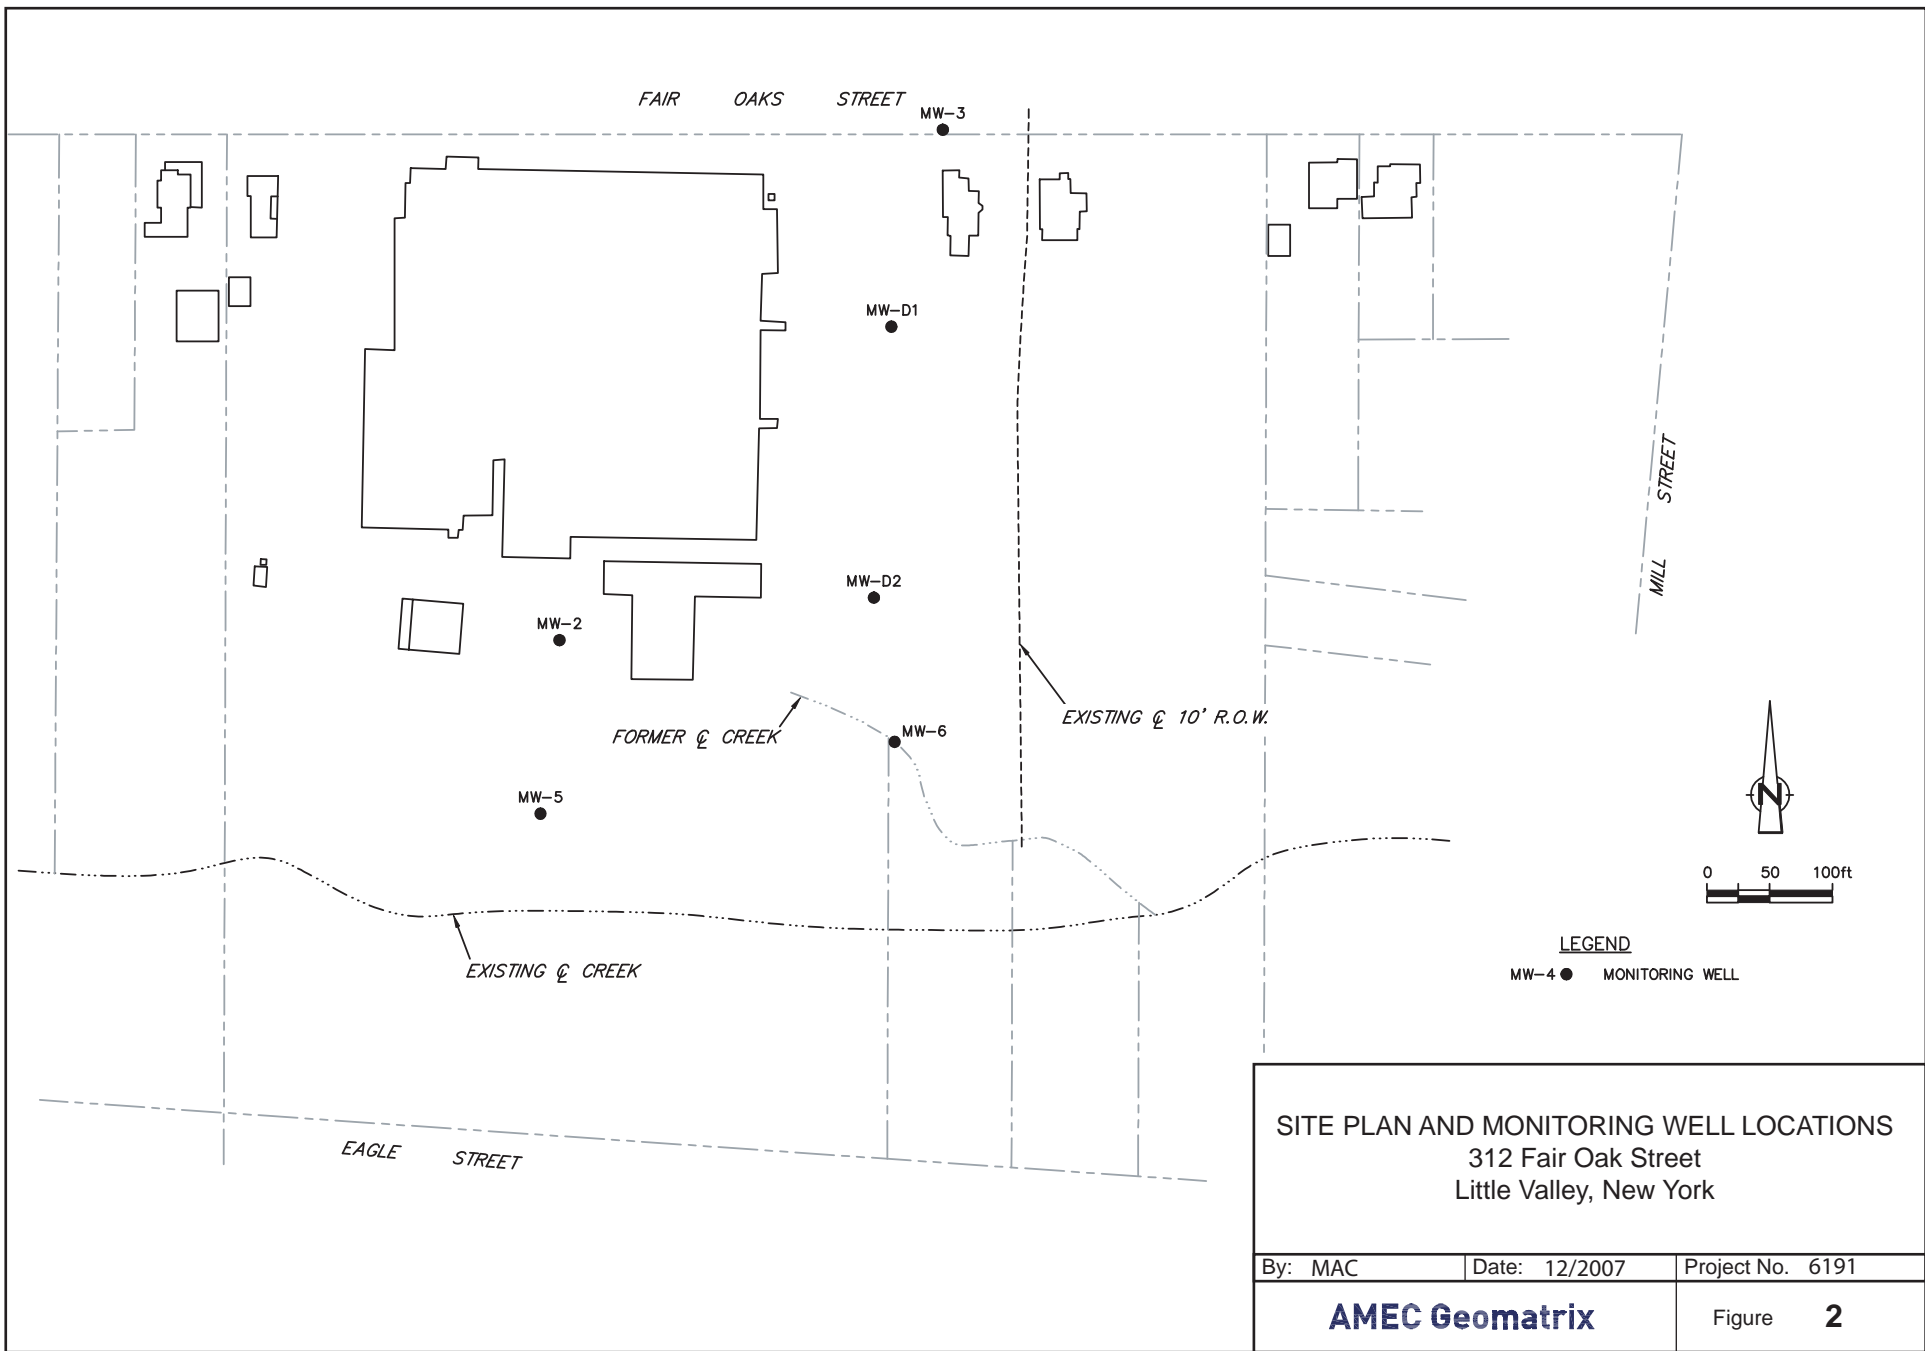 FAIR OAKS STREET
MW-3
MW-D1
MILL STREET
MW-D2
MW-2
EXISTING ℄ 10' R.O.W.
FORMER ℄ CREEK
MW-6
MW-5
N
0 50 100ft
EXISTING ℄ CREEK
LEGEND
MW-4 MONITORING WELL
EAGLE STREET
SITE PLAN AND MONITORING WELL LOCATIONS
312 Fair Oak Street
Little Valley, New York
By: MAC Date: 12/2007 Project No. 6191
AMEC Geomatrix Figure 2